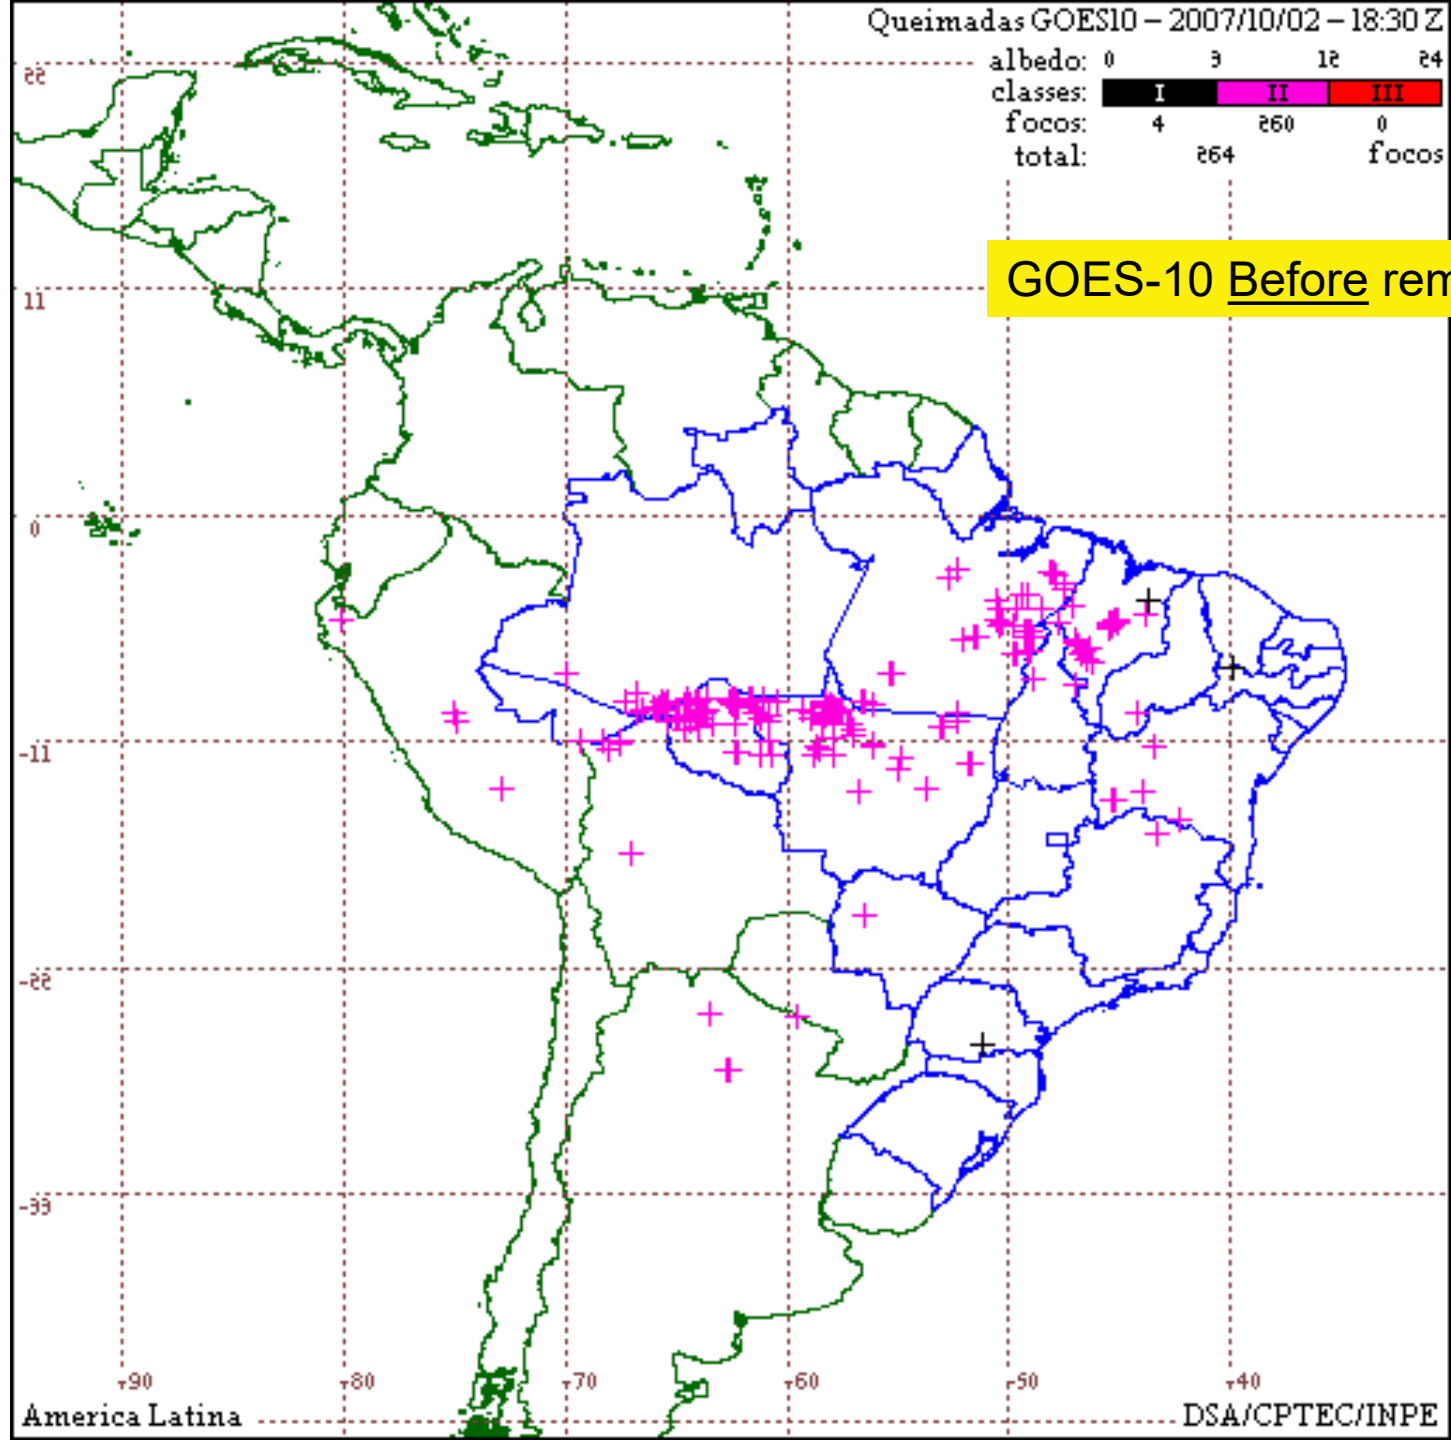 Queimadas GOES10 – 2007/10/02 – 18:30 Z
albedo: 0 9 12 24
classes: I II III
focos: 4 260 0
total: 264 focos
GOES-10 Before rem
22
11
0
-11
-22
-33
-90 -80 -70 -60 -50 -40
America Latina
DSA/CPTEC/INPE